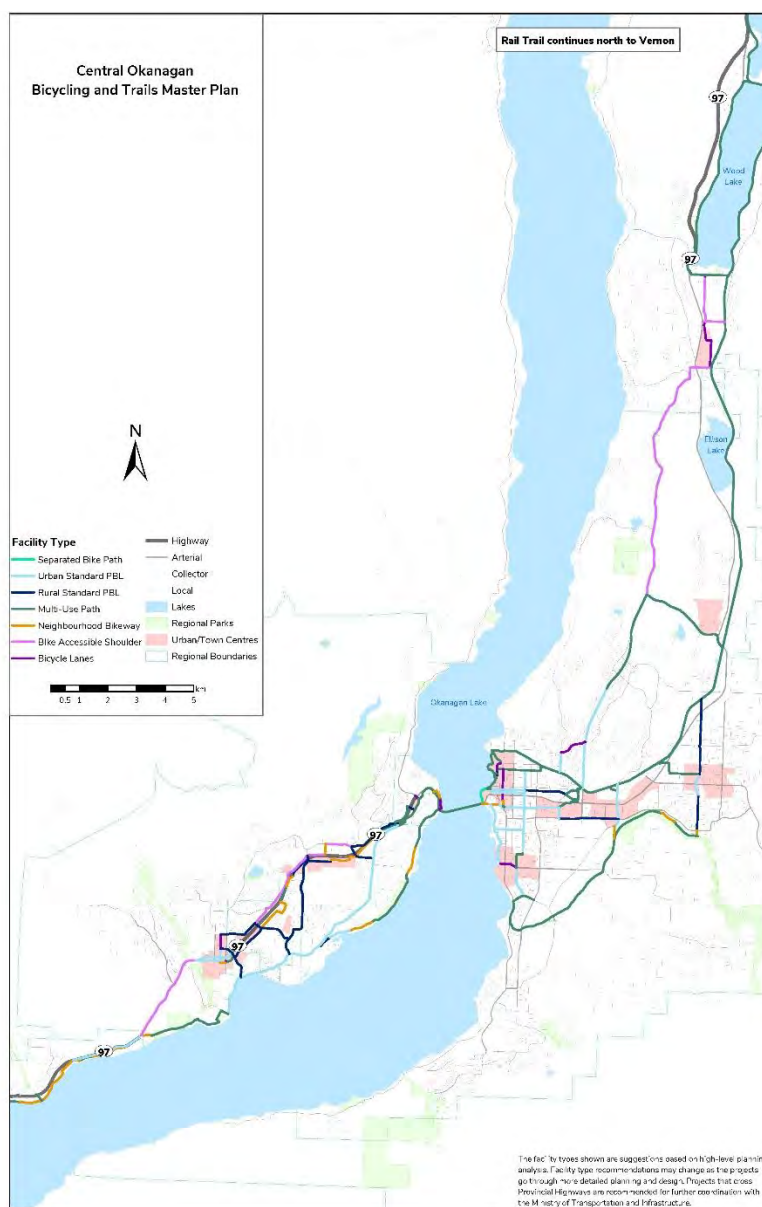 Rail Trail continues north to Vernon
Central Okanagan
Bicycling and Trails Master Plan
97
Wood
Lake
97
N
Ellison
Lake
Facility Type
Separated Bike Path
Urban Standard PBL
Rural Standard PBL
Multi-Use Path
Neighbourhood Bikeway
Bike Accessible Shoulder
Bicycle Lanes
Highway
Arterial
Collector
Local
Lakes
Regional Parks
Urban/Town Centres
Regional Boundaries
km
0.5 1 2 3 4 5
Okanagan Lake
97
97
97
The facility types shown are suggestions based on high-level planning
analysis. Facility type recommendations may change as the projects
go through more detailed planning and design. Projects that cross
Provincial Highways are recommended for further coordination with
the Ministry of Transportation and Infrastructure.